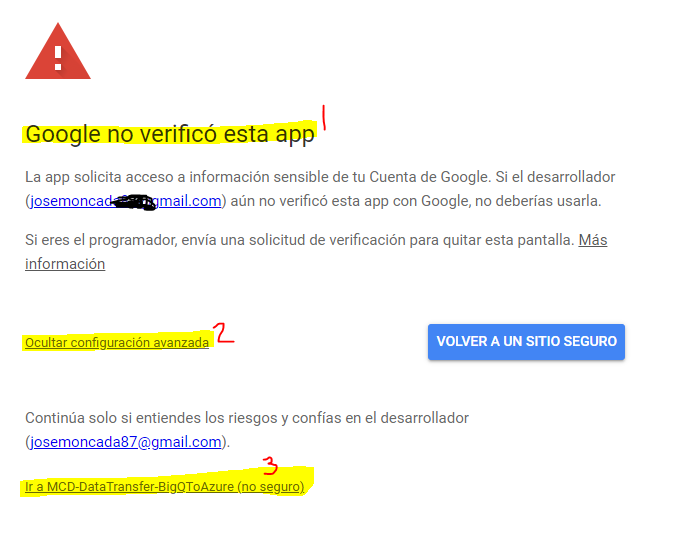 Google no verificó esta app 1
La app solicita acceso a información sensible de tu Cuenta de Google. Si el desarrollador
(josemoncad gmail.com) aún no verificó esta app con Google, no deberías usarla.
Si eres el programador, envía una solicitud de verificación para quitar esta pantalla. Más
información
Ocultar configuración avanzada 2
VOLVER A UN SITIO SEGURO
Continúa solo si entiendes los riesgos y confías en el desarrollador
(josemoncada87@gmail.com).
3
Ir a MCD-DataTransfer-BigQToAzure (no seguro)